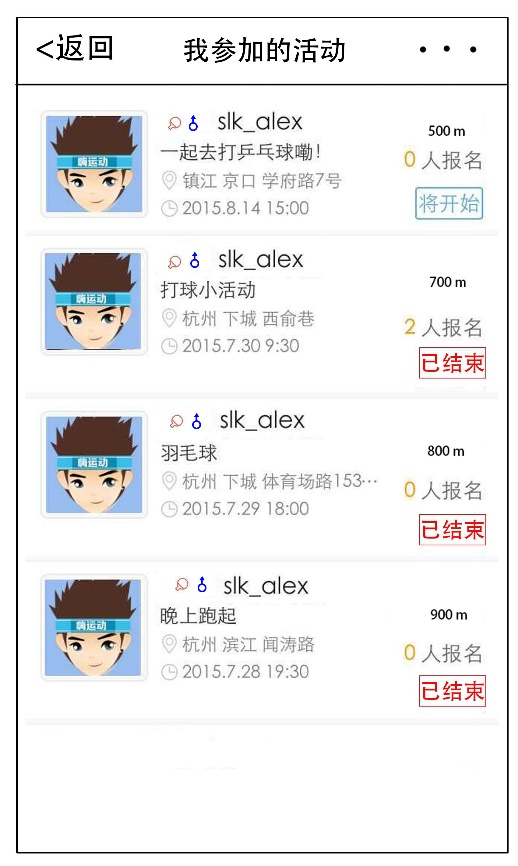 <返回 我参加的活动 ···
嗨运动
slk_alex
一起去打乒乓球嘞!
镇江 京口 学府路7号
2015.8.14 15:00
500 m
0 人报名
将开始
嗨运动
slk_alex
打球小活动
杭州 下城 西俞巷
2015.7.30 9:30
700 m
2 人报名
已结束
嗨运动
slk_alex
羽毛球
杭州 下城 体育场路153···
2015.7.29 18:00
800 m
0 人报名
已结束
嗨运动
slk_alex
晚上跑起
杭州 滨江 闻涛路
2015.7.28 19:30
900 m
0 人报名
已结束